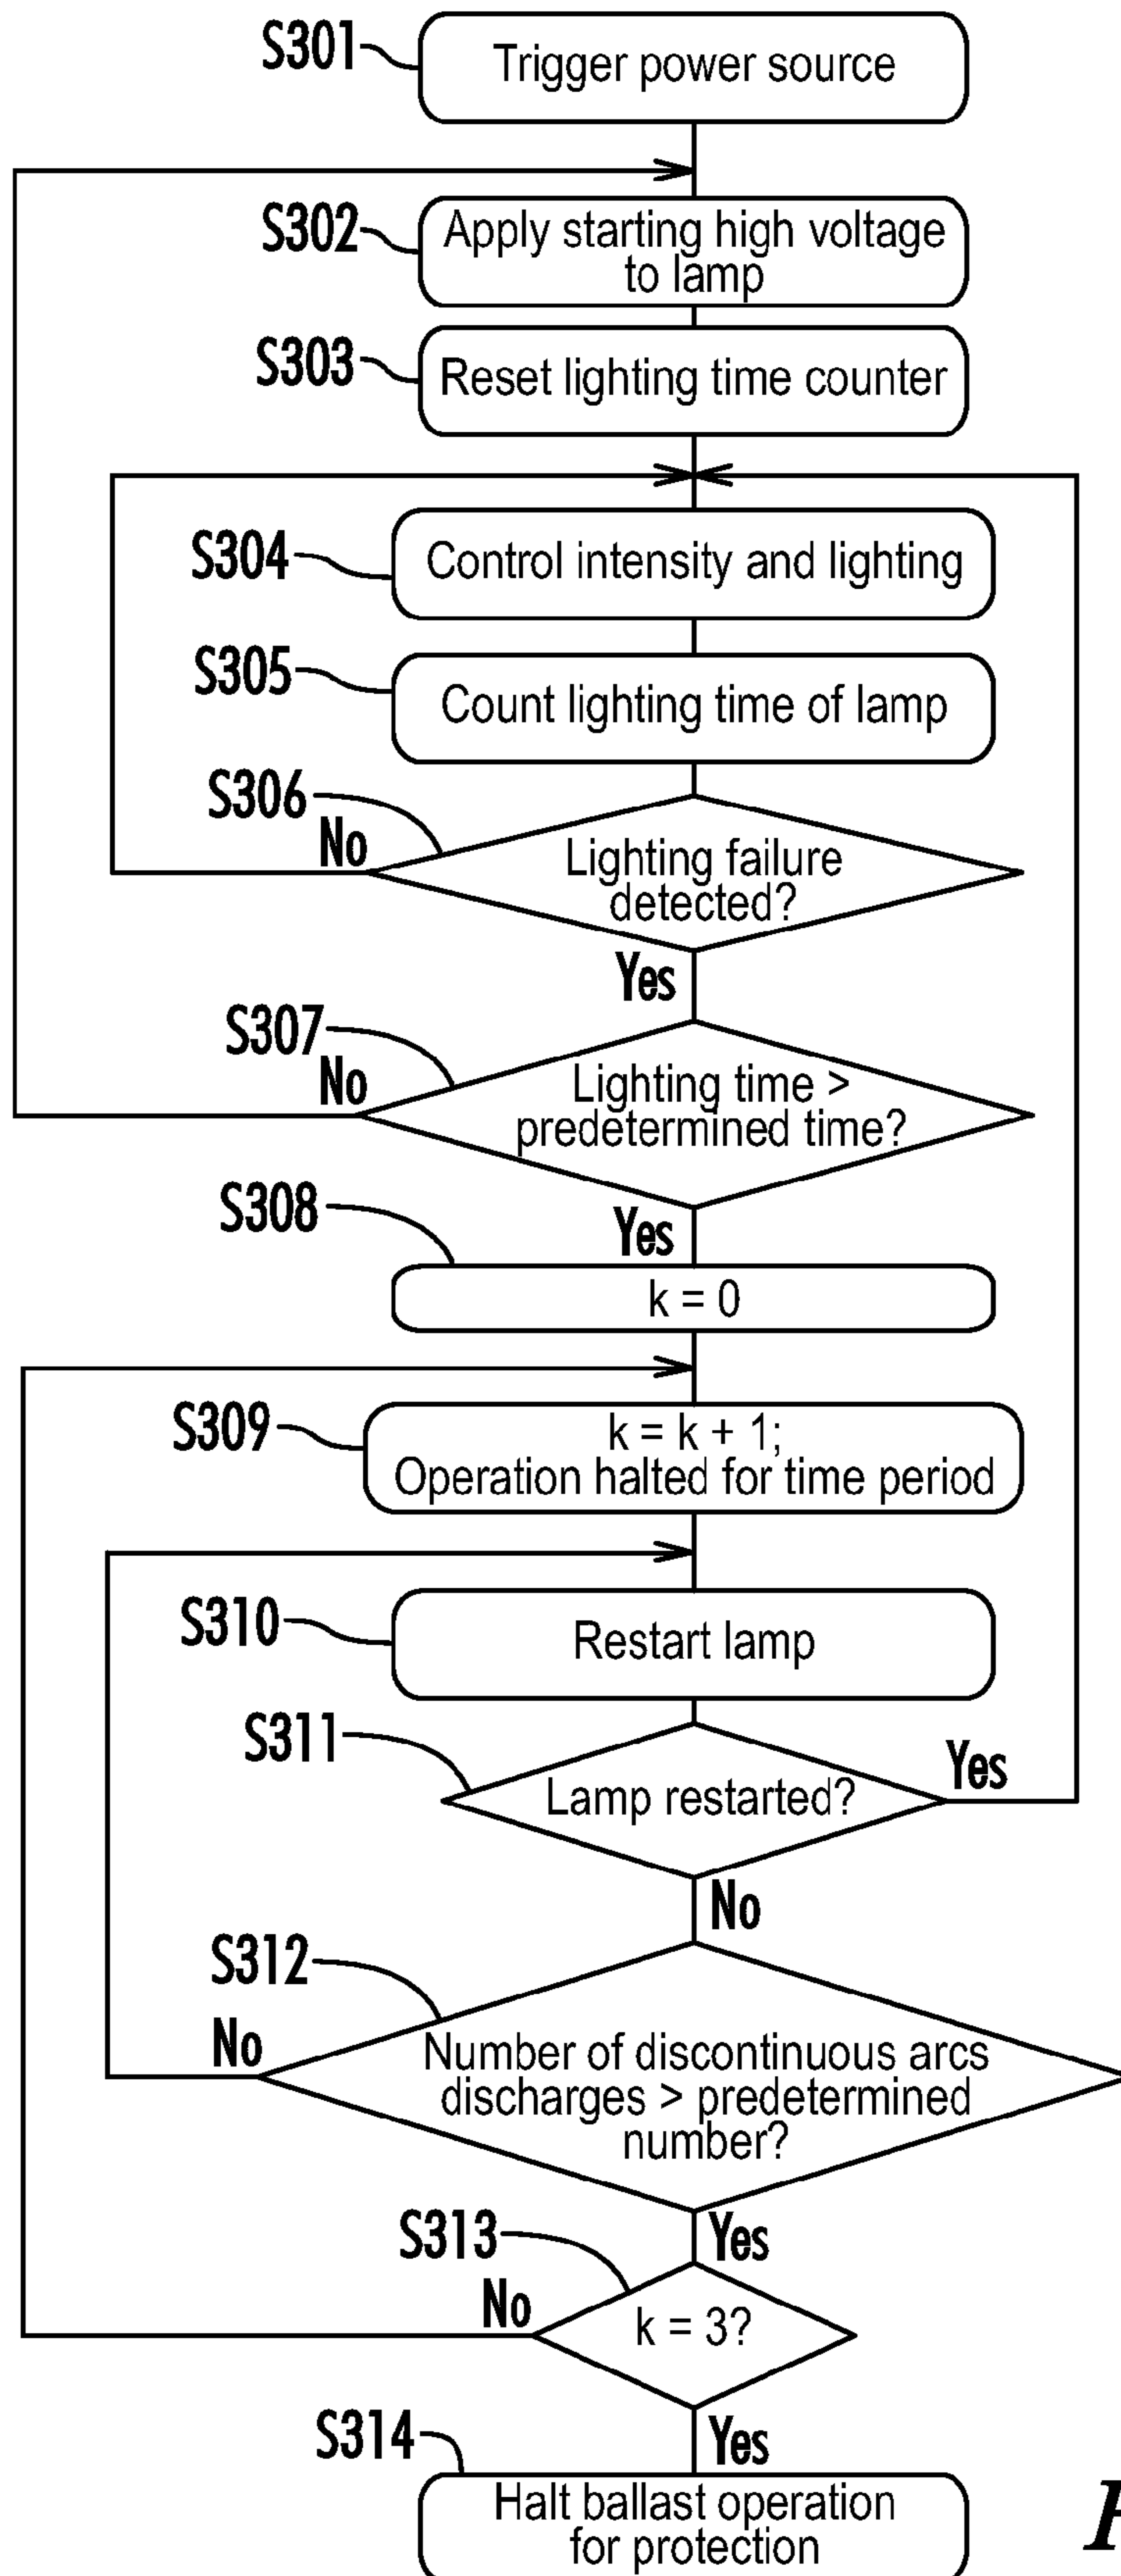 S301
Trigger power source
S302
Apply starting high voltage
to lamp
S303
Reset lighting time counter
S304
Control intensity and lighting
S305
Count lighting time of lamp
S306
No
Lighting failure
detected?
Yes
S307
No
Lighting time >
predetermined time?
S308
Yes
k = 0
S309
k = k + 1;
Operation halted for time period
S310
Restart lamp
S311
Lamp restarted?
Yes
No
S312
No
Number of discontinuous arcs
discharges > predetermined
number?
S313
Yes
No
k = 3?
S314
Yes
Halt ballast operation
for protection